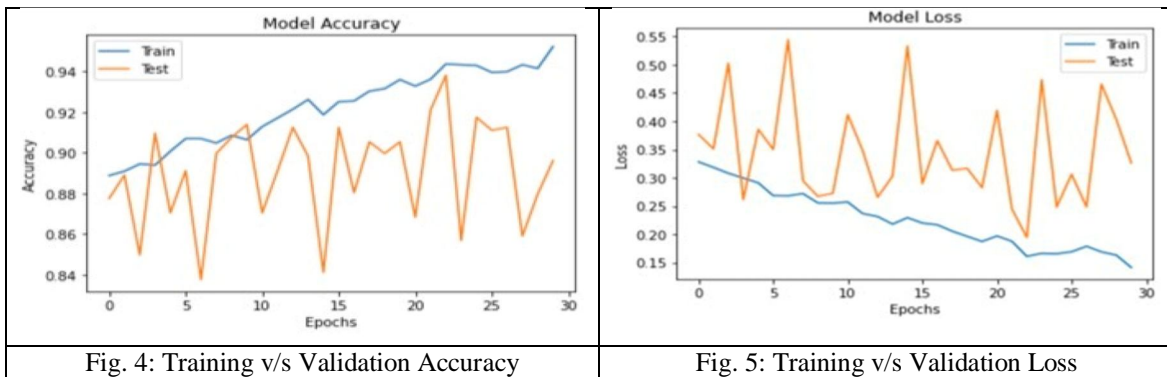 Model Accuracy
Train
Test
0.94
0.92
0.90
0.88
0.86
0.84
Accuracy
0
5
10
15
20
25
30
Epochs
Fig. 4: Training v/s Validation Accuracy
Model Loss
Train
Test
0.55
0.50
0.45
0.40
0.35
0.30
0.25
0.20
0.15
Loss
0
5
10
15
20
25
30
Epochs
Fig. 5: Training v/s Validation Loss